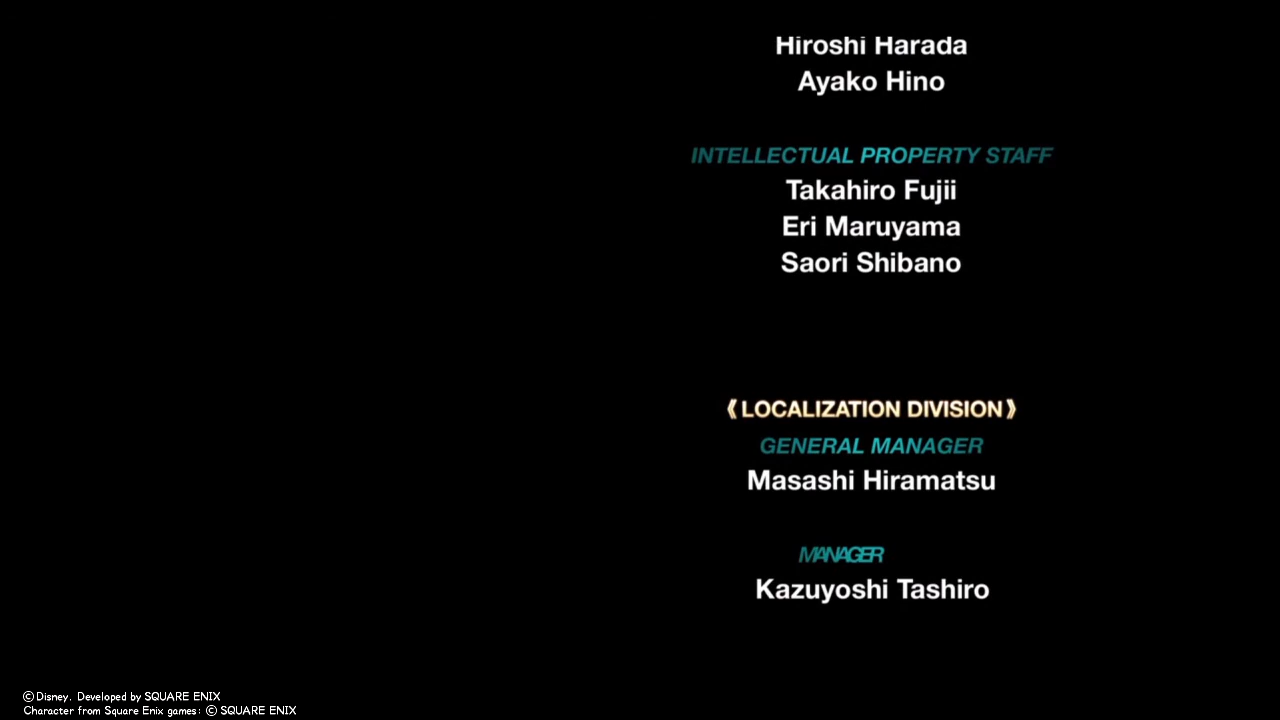 Hiroshi Harada
Ayako Hino
INTELLECTUAL PROPERTY STAFF
Takahiro Fujii
Eri Maruyama
Saori Shibano
《LOCALIZATION DIVISION》
GENERAL MANAGER
Masashi Hiramatsu
MANAGER
Kazuyoshi Tashiro
©Disney. Developed by SQUARE ENIX
Character from Square Enix games: © SQUARE ENIX